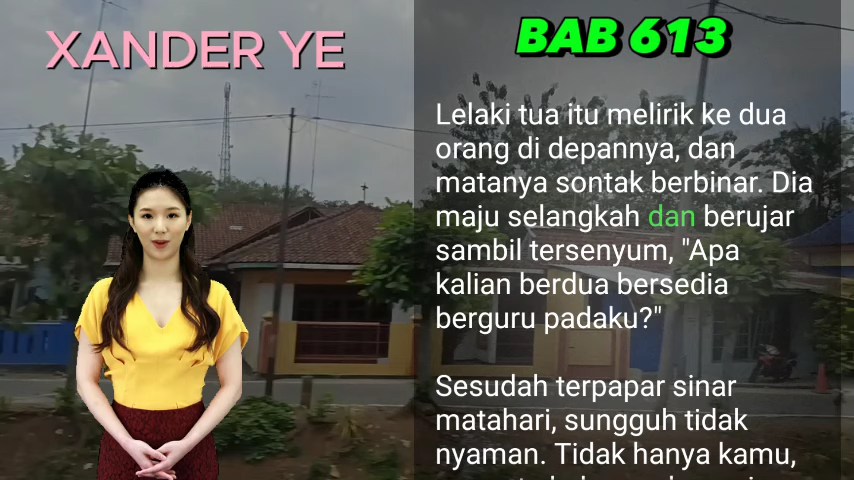 XANDER YE
BAB 613
Lelaki tua itu melirik ke dua
orang di depannya, dan
matanya sontak berbinar. Dia
maju selangkah dan berujar
sambil tersenyum, "Apa
kalian berdua bersedia
berguru padaku?"
Sesudah terpapar sinar
matahari, sungguh tidak
nyaman. Tidak hanya kamu,